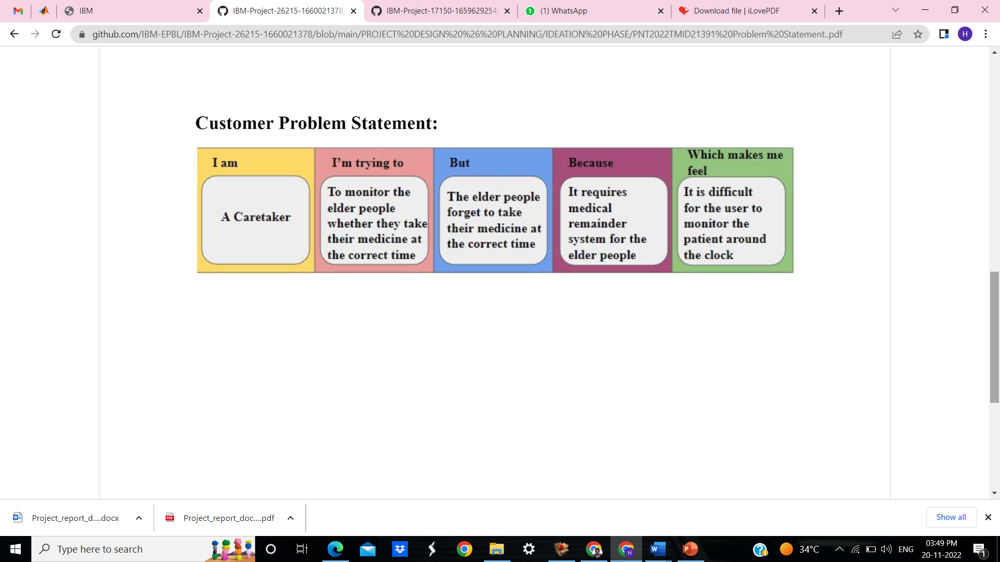 IBM
IBM-Project-26215-1660021378
IBM-Project-17150-1659629254
(1) WhatsApp
Download file | iLovePDF
github.com/IBM-EPBL/IBM-Project-26215-1660021378/blob/main/PROJECT%20DESIGN%20%26%20PLANNING/IDEATION%20PHASE/PNT2022TMID21391%20Problem%20Statement..pdf
H
Customer Problem Statement:
I am
A Caretaker
I'm trying to
To monitor the
elder people
whether they take
their medicine at
the correct time
But
The elder people
forget to take
their medicine at
the correct time
Because
It requires
medical
remainder
system for the
elder people
Which makes me
feel
It is difficult
for the user to
monitor the
patient around
the clock
Project_report_d....docx
Project_report_doc....pdf
Show all
Type here to search
34°C
ENG
03:49 PM
20-11-2022
1